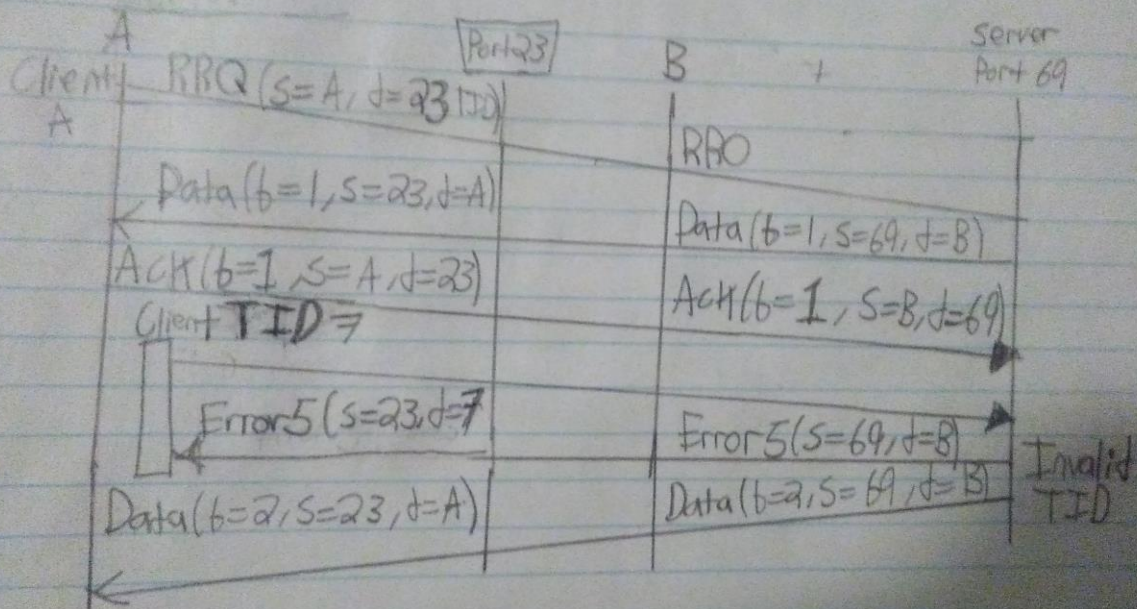 A
Port 23
B
Server
Port 69
Client
A
RRQ (S=A, d=23 TID)
RRQ
Data (b=1, S=23, d=A)
Data (b=1, S=69, d=B)
ACK (b=1, S=A, d=23)
ACK (b=1, S=B, d=69)
Client TID=7
Error 5 (S=23, d=7
Error 5 (S=69, d=B)
Invalid
TID
Data (b=2, S=23, d=A)
Data (b=2, S=69, d=B)